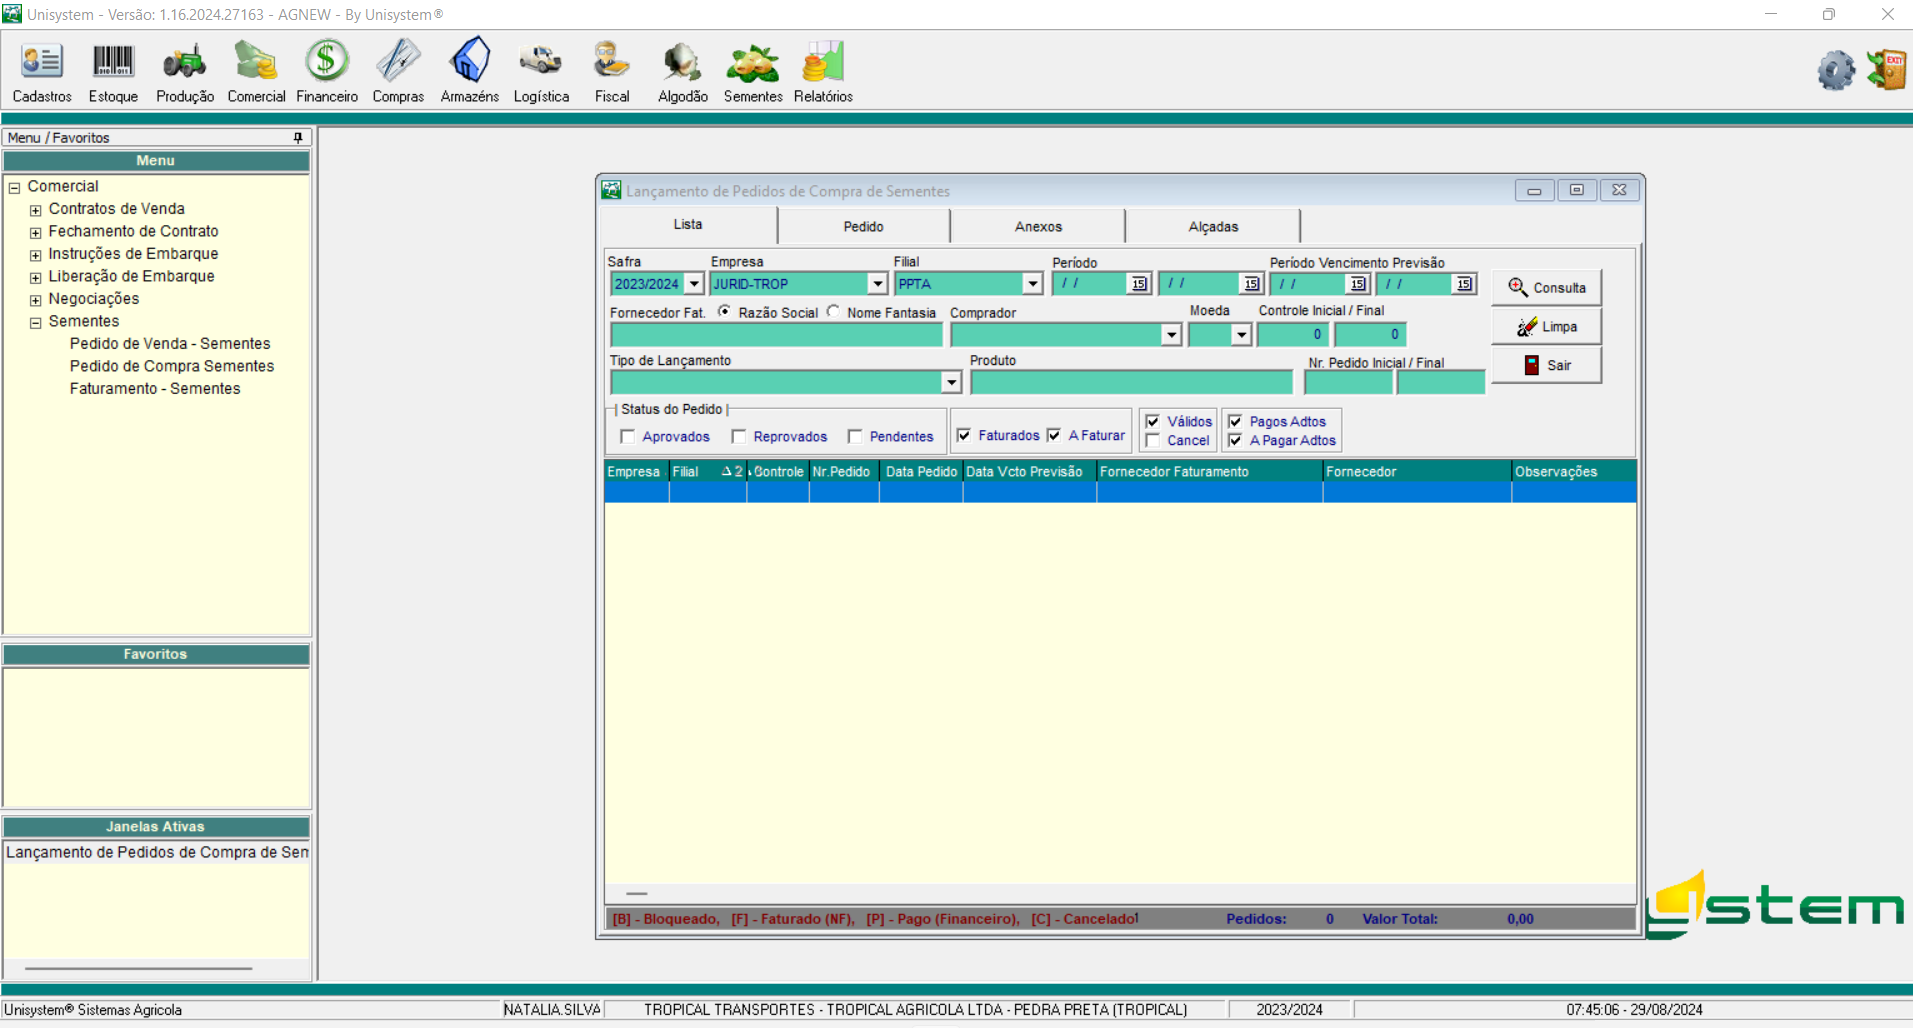 Unisystem - Versão: 1.16.2024.27163 - AGNEW - By Unisystem®
Cadastros Estoque Produção Comercial Financeiro Compras Armazéns Logística Fiscal Algodão Sementes Relatórios
EXIT
Menu / Favoritos
Menu
Comercial
Contratos de Venda
Fechamento de Contrato
Instruções de Embarque
Liberação de Embarque
Negociações
Sementes
Pedido de Venda - Sementes
Pedido de Compra Sementes
Faturamento - Sementes
Favoritos
Janelas Ativas
Lançamento de Pedidos de Compra de Sem
Lançamento de Pedidos de Compra de Sementes
Lista Pedido Anexos Alçadas
Safra Empresa Filial Período Período Vencimento Previsão
2023/2024 JURID-TROP PPTA / / 15 / / 15 / / 15 / / 15
Consulta
Fornecedor Fat. Razão Social Nome Fantasia Comprador Moeda Controle Inicial / Final
0 0
Limpa
Tipo de Lançamento Produto Nr. Pedido Inicial / Final
Sair
Status do Pedido
Aprovados Reprovados Pendentes Faturados A Faturar
Válidos
Cancel
Pagos Adtos
A Pagar Adtos
Empresa Filial 2 Controle Nr.Pedido Data Pedido Data Vcto Previsão Fornecedor Faturamento Fornecedor Observações
[B] - Bloqueado, [F] - Faturado (NF), [P] - Pago (Financeiro), [C] - Cancelado Pedidos: 0 Valor Total: 0,00
ystem
Unisystem® Sistemas Agricola NATALIA.SILVA TROPICAL TRANSPORTES - TROPICAL AGRICOLA LTDA - PEDRA PRETA (TROPICAL) 2023/2024 07:45:06 - 29/08/2024